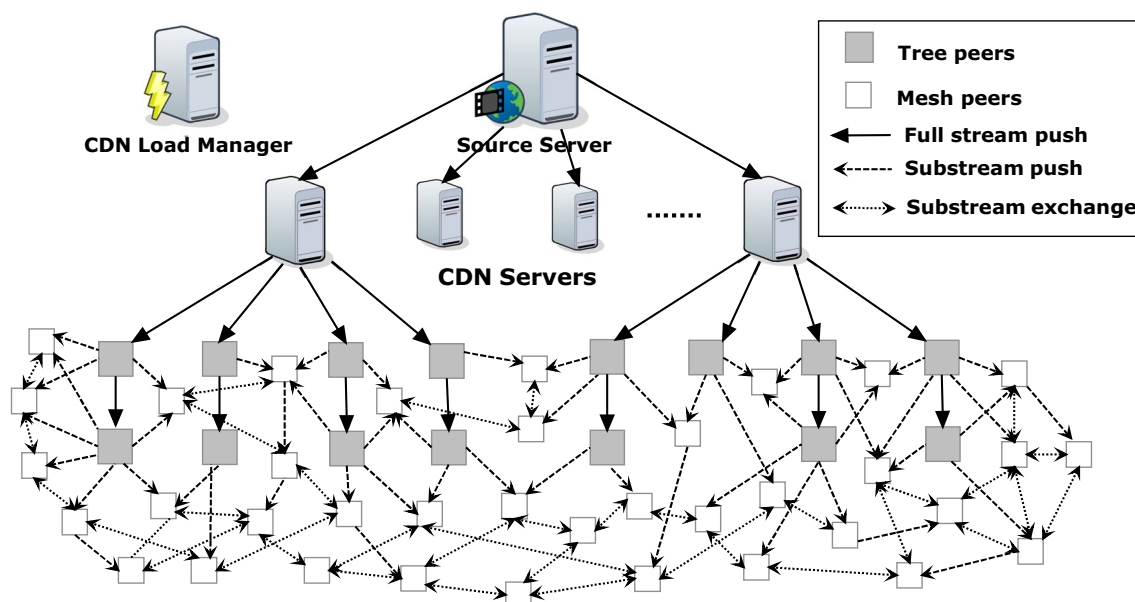 Tree peers
Mesh peers
Full stream push
Substream push
Substream exchange
CDN Load Manager
Source Server
CDN Servers